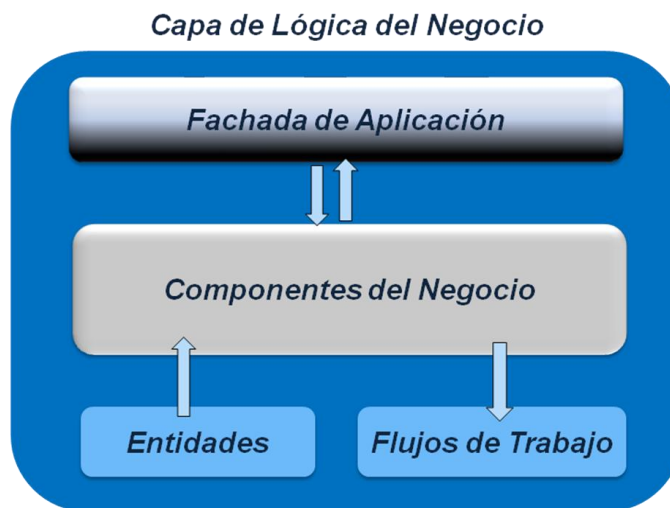 Capa de Lógica del Negocio
Fachada de Aplicación
Componentes del Negocio
Entidades
Flujos de Trabajo